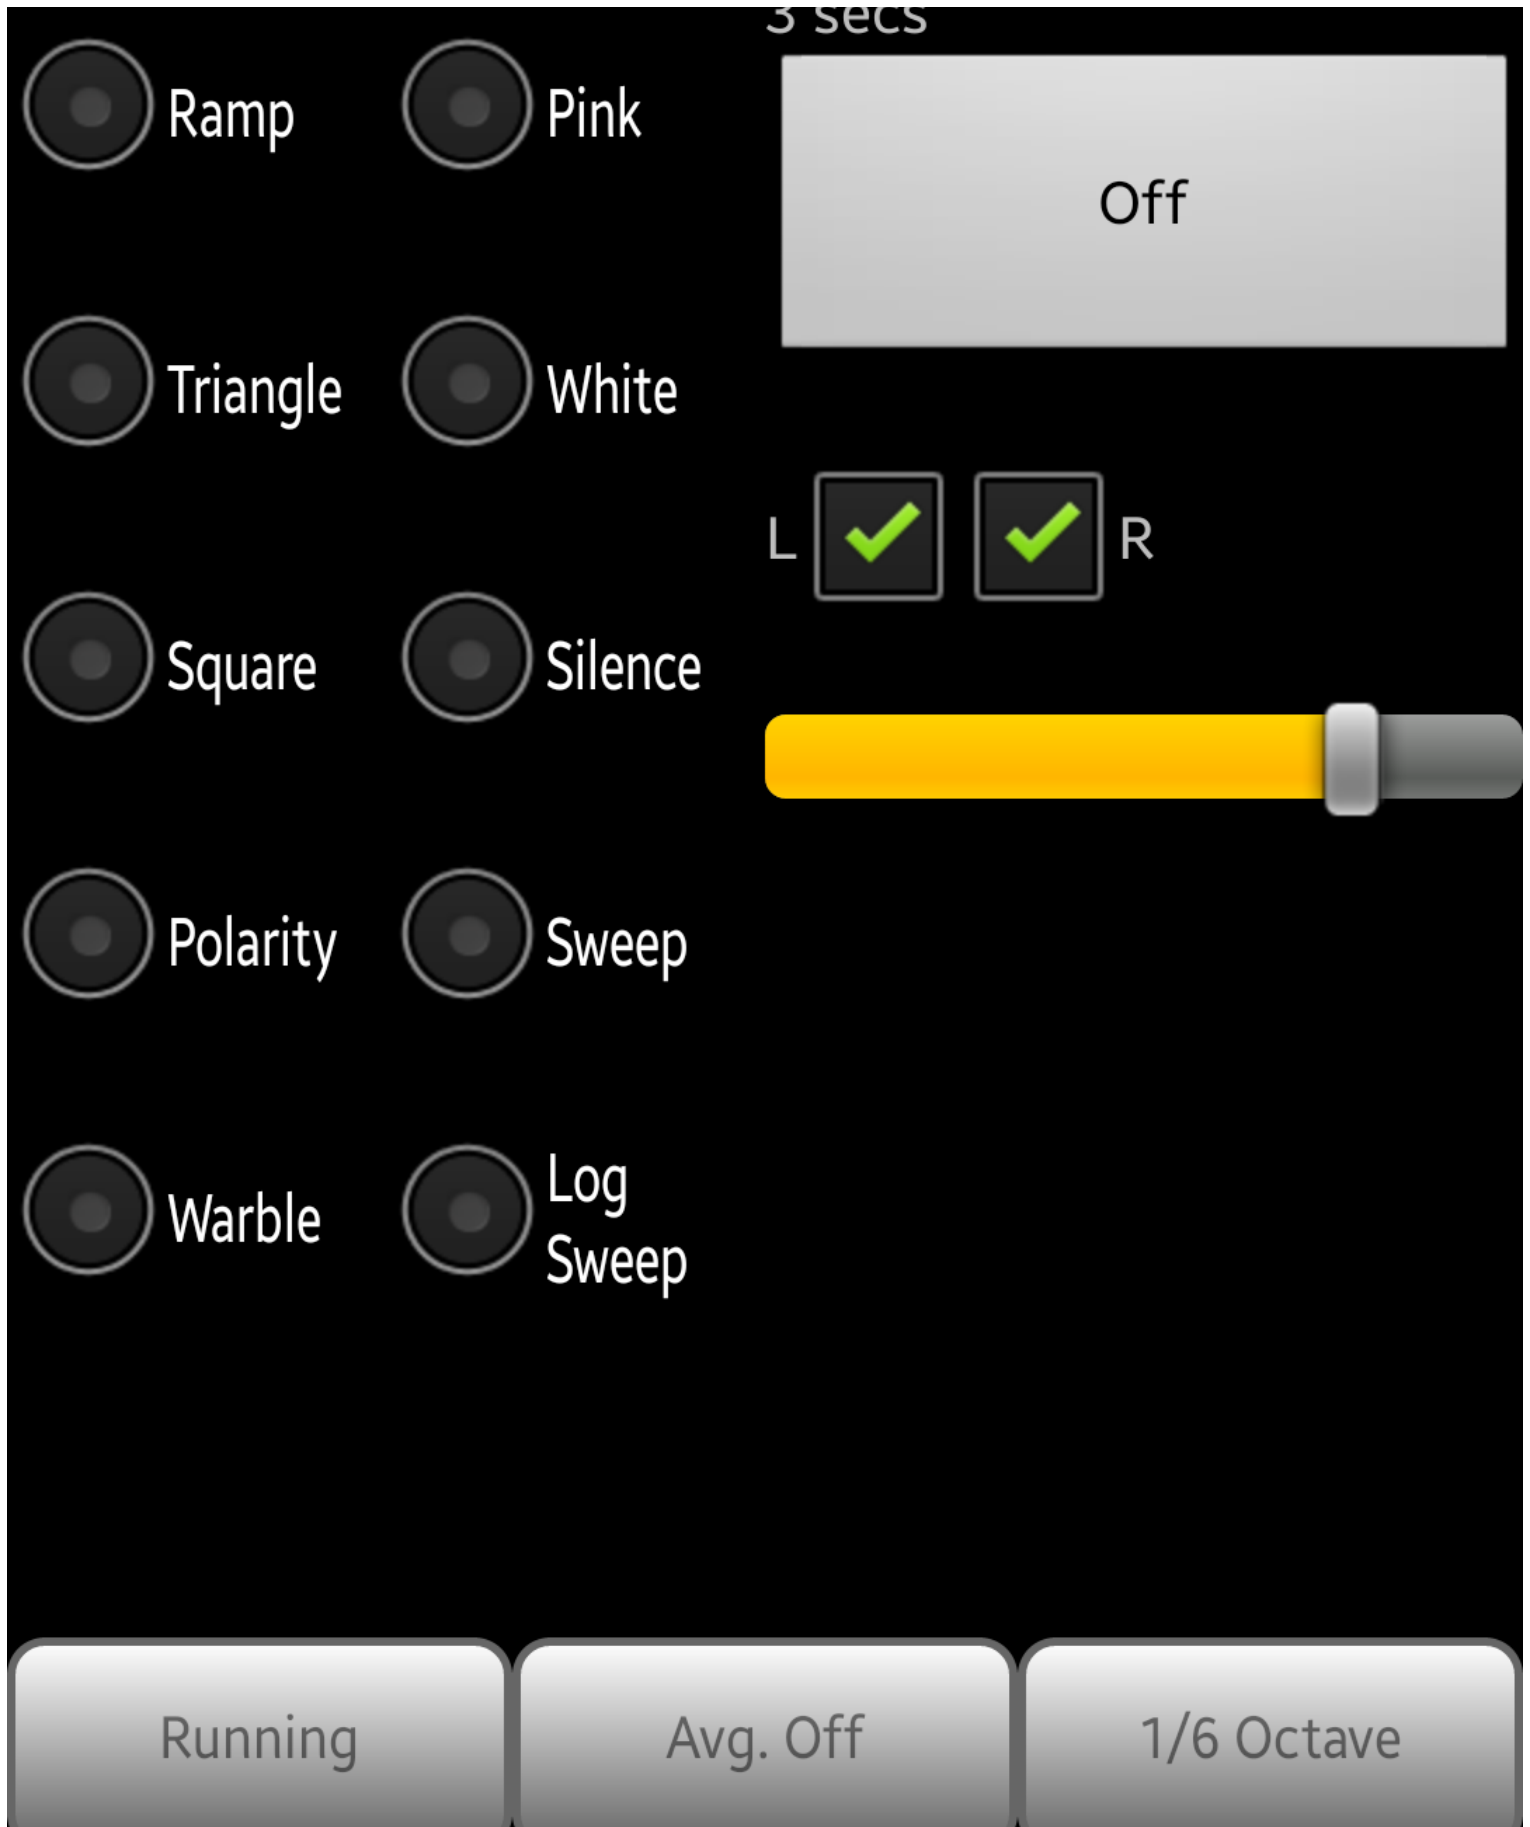 3 secs
Ramp
Pink
Off
Triangle
White
L
R
Square
Silence
Polarity
Sweep
Warble
Log
Sweep
Running
Avg. Off
1/6 Octave